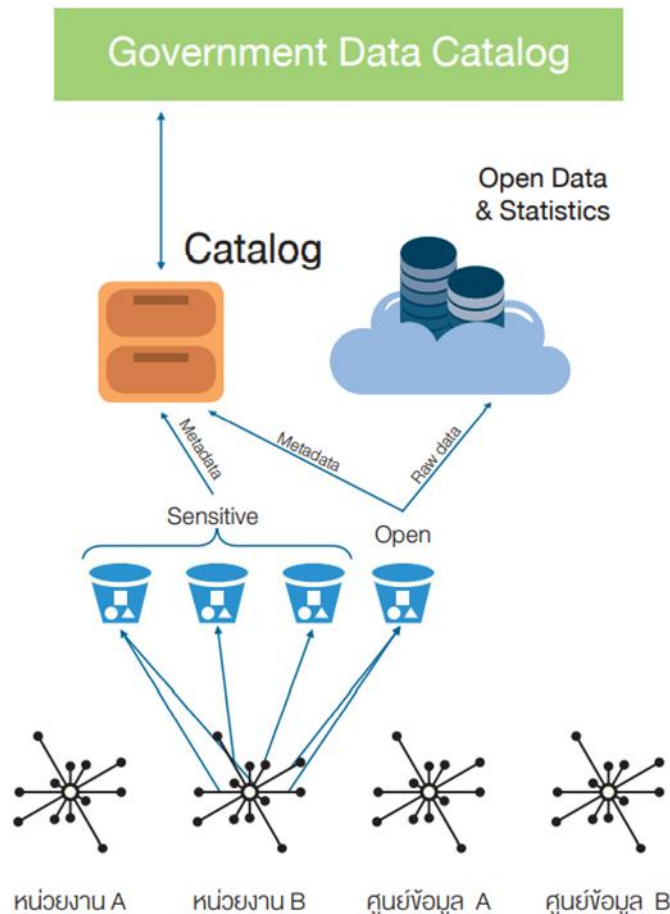 Government Data Catalog
Open Data
& Statistics
Catalog
Metadata
Metadata
Raw data
Sensitive
Open
หน่วยงาน A
หน่วยงาน B
ศูนย์ข้อมูล A
ศูนย์ข้อมูล B